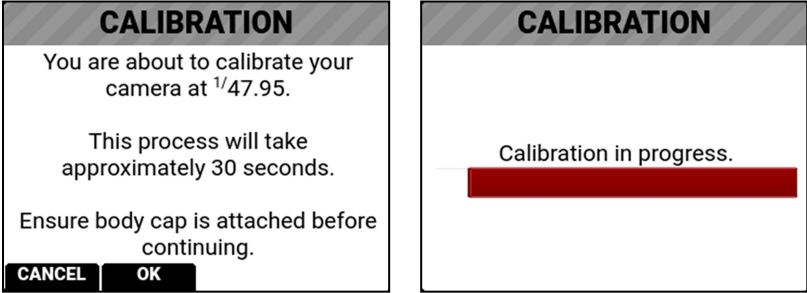 CALIBRATION
You are about to calibrate your
camera at 1/47.95.
This process will take
approximately 30 seconds.
Ensure body cap is attached before
continuing.
CANCEL OK
CALIBRATION
Calibration in progress.